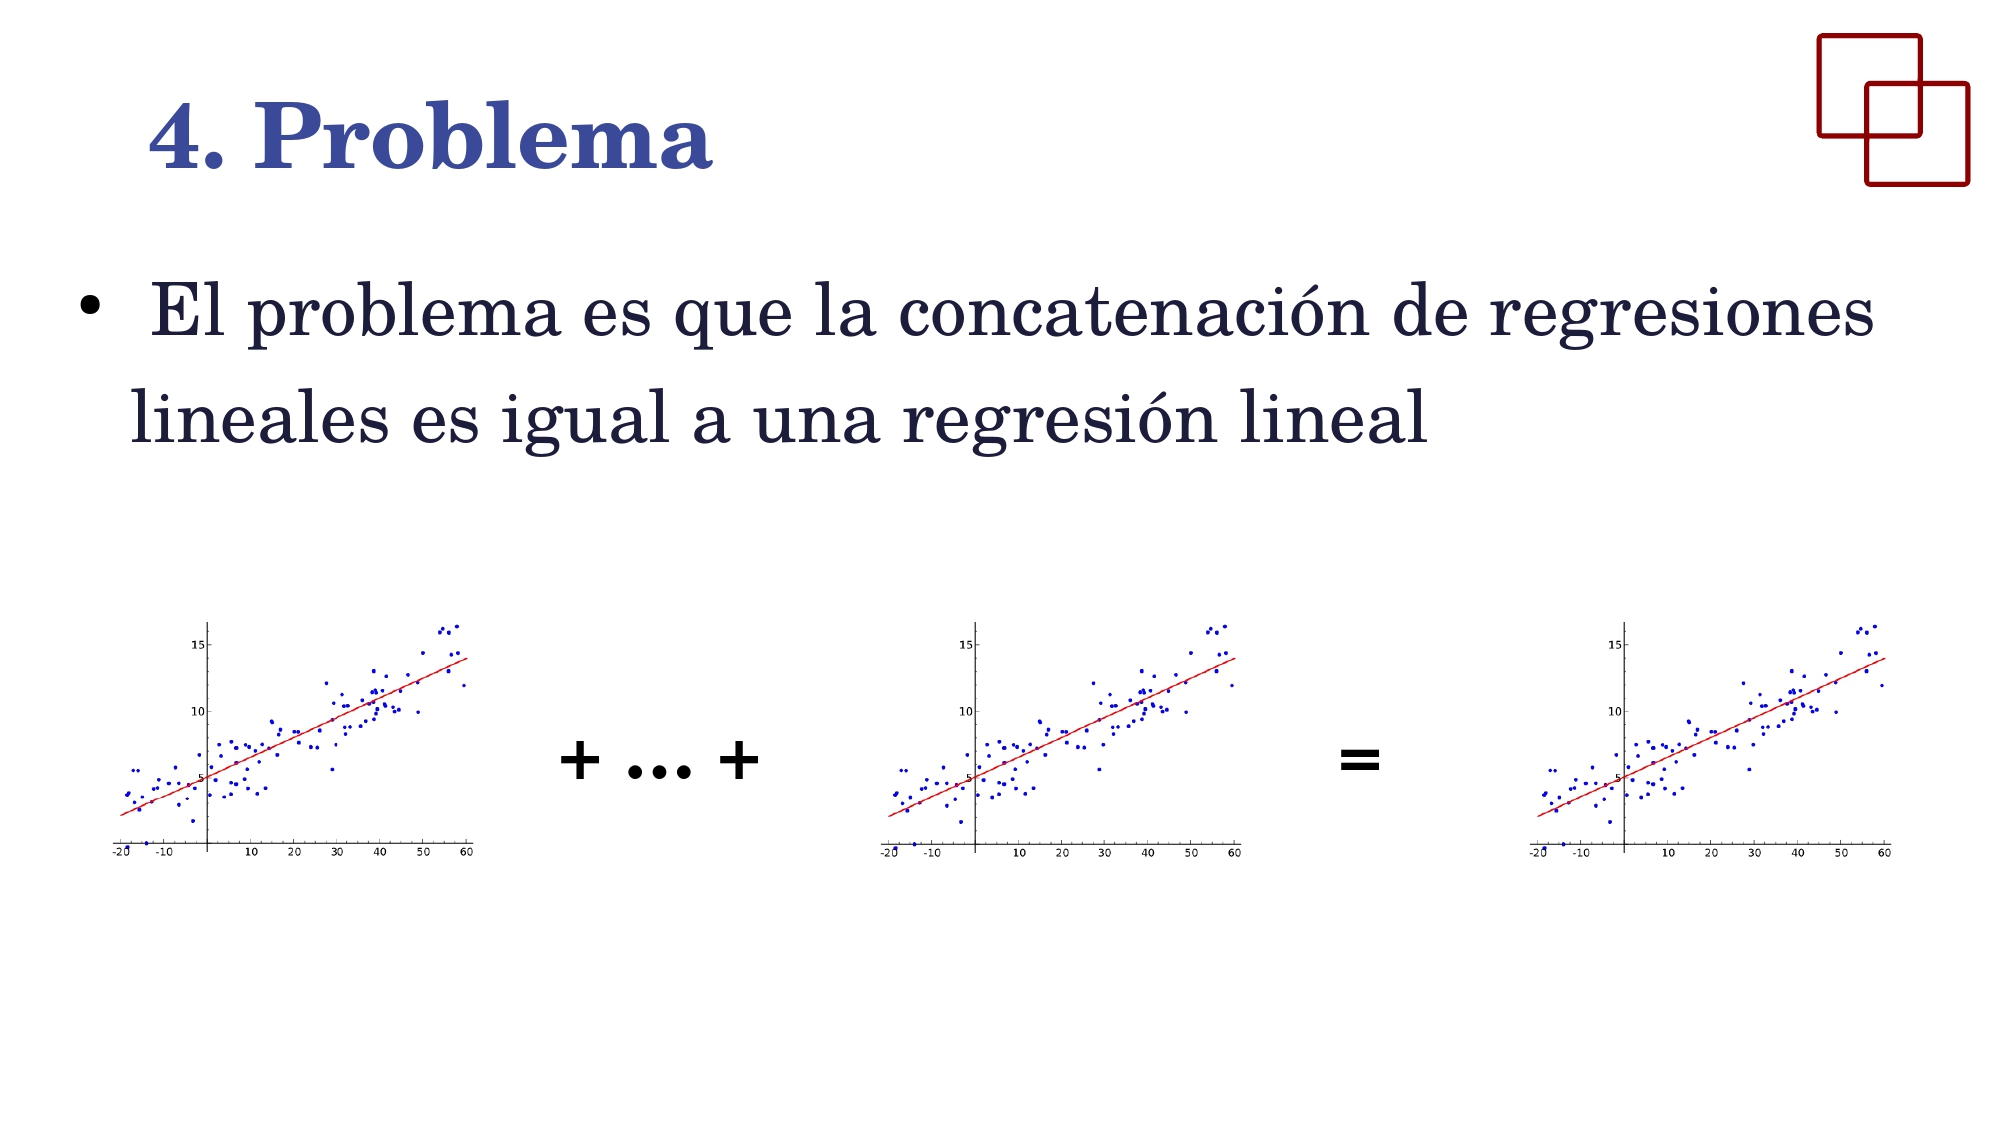 4. Problema
• El problema es que la concatenación de regresiones
lineales es igual a una regresión lineal
15
10
5
-20 -10 10 20 30 40 50 60
+ ... +
15
10
5
-20 -10 10 20 30 40 50 60
=
15
10
5
-20 -10 10 20 30 40 50 60